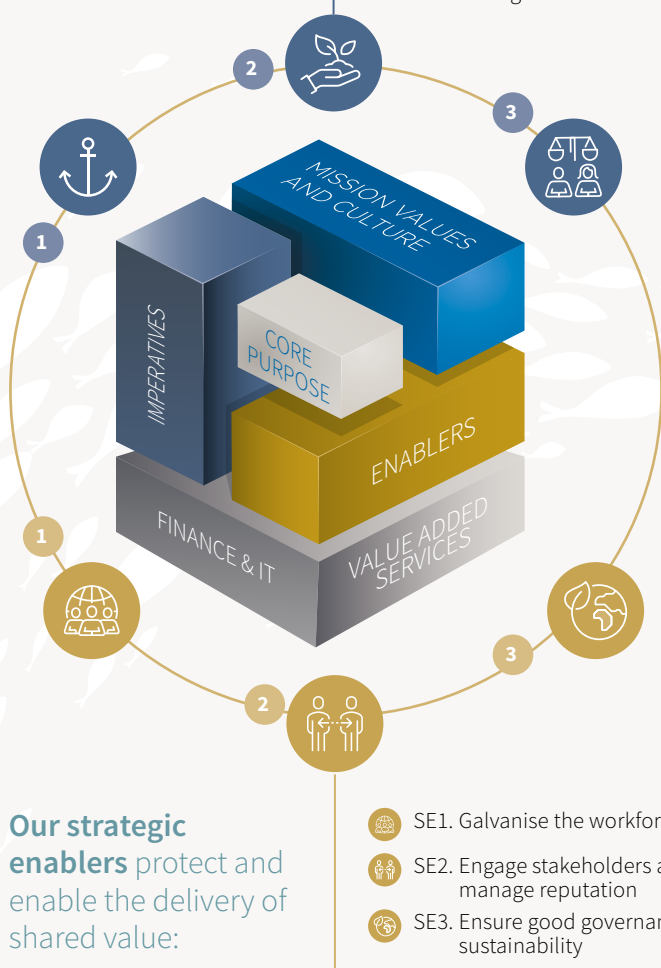 2
3
1
MISSION VALUES
AND CULTURE
IMPERATIVES
CORE
PURPOSE
ENABLERS
FINANCE & IT
VALUE ADDED
SERVICES
1
3
2
Our strategic
enablers protect and
enable the delivery of
shared value:
SE1. Galvanise the workfor
SE2. Engage stakeholders a
manage reputation
SE3. Ensure good governan
sustainability